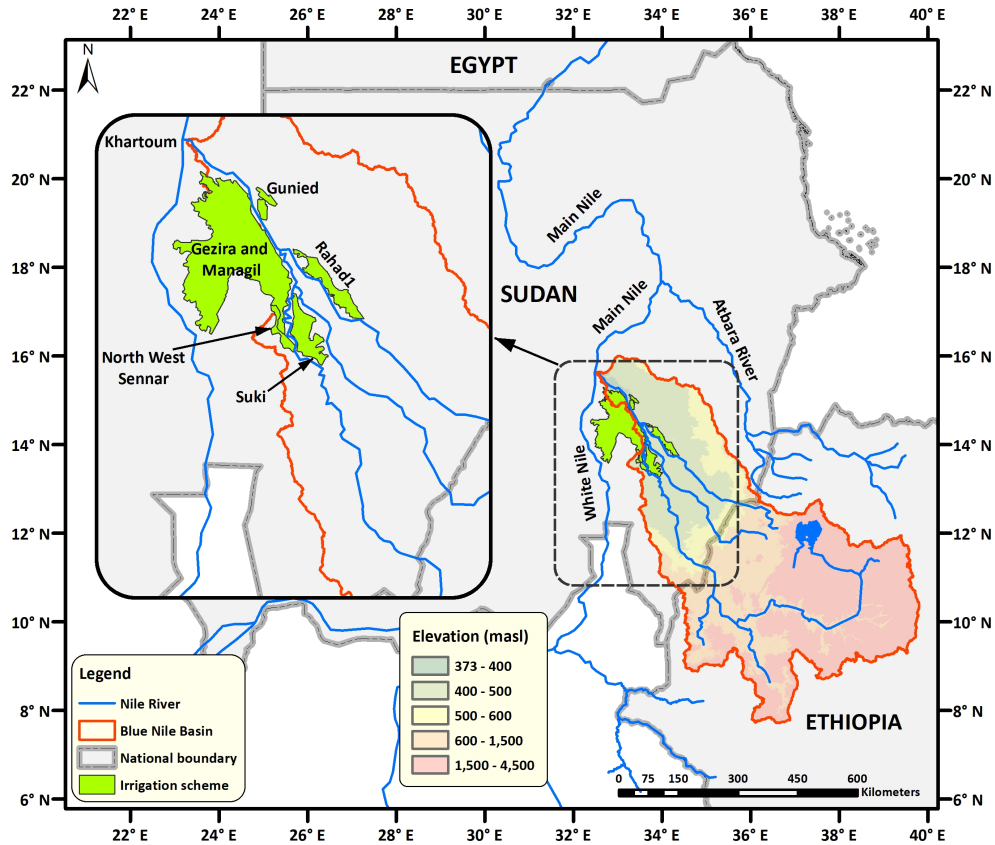 22° E 24° E 26° E 28° E 30° E 32° E 34° E 36° E 38° E 40° E
N
EGYPT
22° N 22° N
Khartoum
20° N 20° N
Gunied
Main Nile
Gezira and
Managil
Rahad1
18° N 18° N
SUDAN
Main Nile
Atbara River
16° N 16° N
North West
Sennar
Suki
14° N 14° N
White Nile
12° N 12° N
10° N 10° N
Elevation (masl)
373 - 400
400 - 500
500 - 600
600 - 1,500
1,500 - 4,500
Legend
Nile River
Blue Nile Basin
National boundary
Irrigation scheme
8° N 8° N
ETHIOPIA
0 75 150 300 450 600
Kilometers
6° N 6° N
22° E 24° E 26° E 28° E 30° E 32° E 34° E 36° E 38° E 40° E